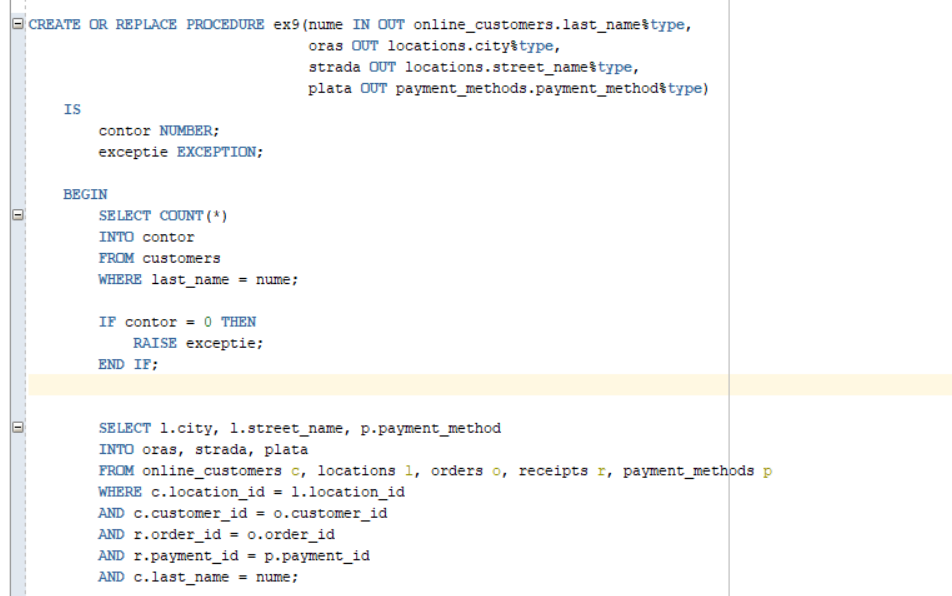 CREATE OR REPLACE PROCEDURE ex9(nume IN OUT online_customers.last_name%type,
oras OUT locations.city%type,
strada OUT locations.street_name%type,
plata OUT payment_methods.payment_method%type)
IS
contor NUMBER;
exceptie EXCEPTION;
BEGIN
SELECT COUNT(*)
INTO contor
FROM customers
WHERE last_name = nume;
IF contor = 0 THEN
RAISE exceptie;
END IF;
SELECT l.city, l.street_name, p.payment_method
INTO oras, strada, plata
FROM online_customers c, locations l, orders o, receipts r, payment_methods p
WHERE c.location_id = l.location_id
AND c.customer_id = o.customer_id
AND r.order_id = o.order_id
AND r.payment_id = p.payment_id
AND c.last_name = nume;